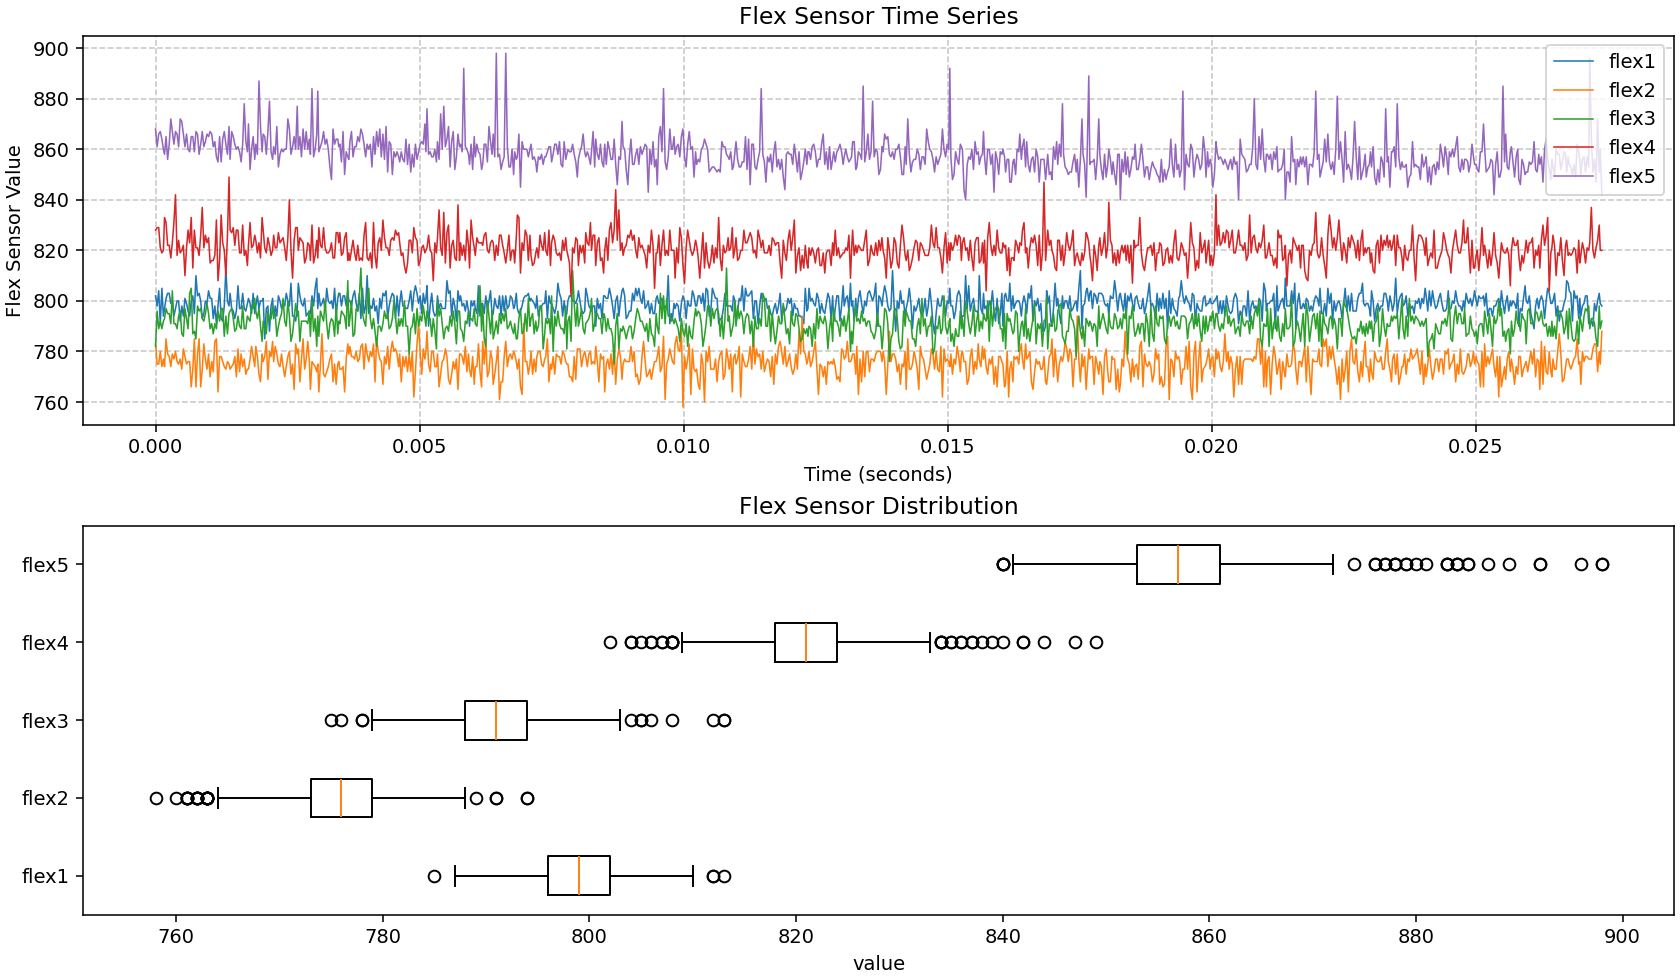 Flex Sensor Time Series
Flex Sensor Value
900
880
860
840
820
800
780
760
flex1
flex2
flex3
flex4
flex5
0.000 0.005 0.010 0.015 0.020 0.025
Time (seconds)
Flex Sensor Distribution
flex5
flex4
flex3
flex2
flex1
760 780 800 820 840 860 880 900
value